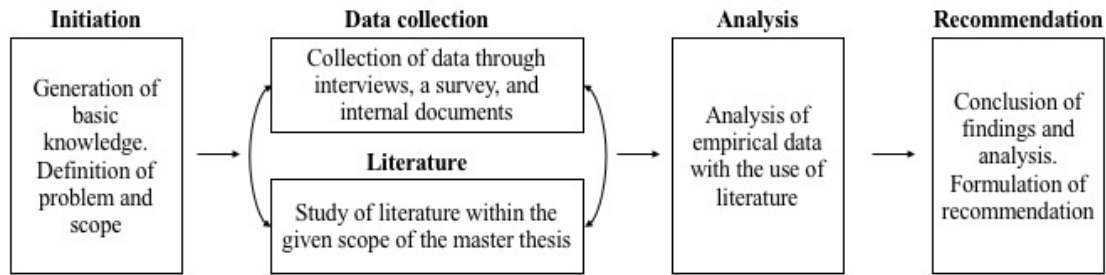 Initiation
Generation of
basic
knowledge.
Definition of
problem and
scope
Data collection
Collection of data through
interviews, a survey, and
internal documents
Literature
Study of literature within the
given scope of the master thesis
Analysis
Analysis of
empirical data
with the use of
literature
Recommendation
Conclusion of
findings and
analysis.
Formulation of
recommendation